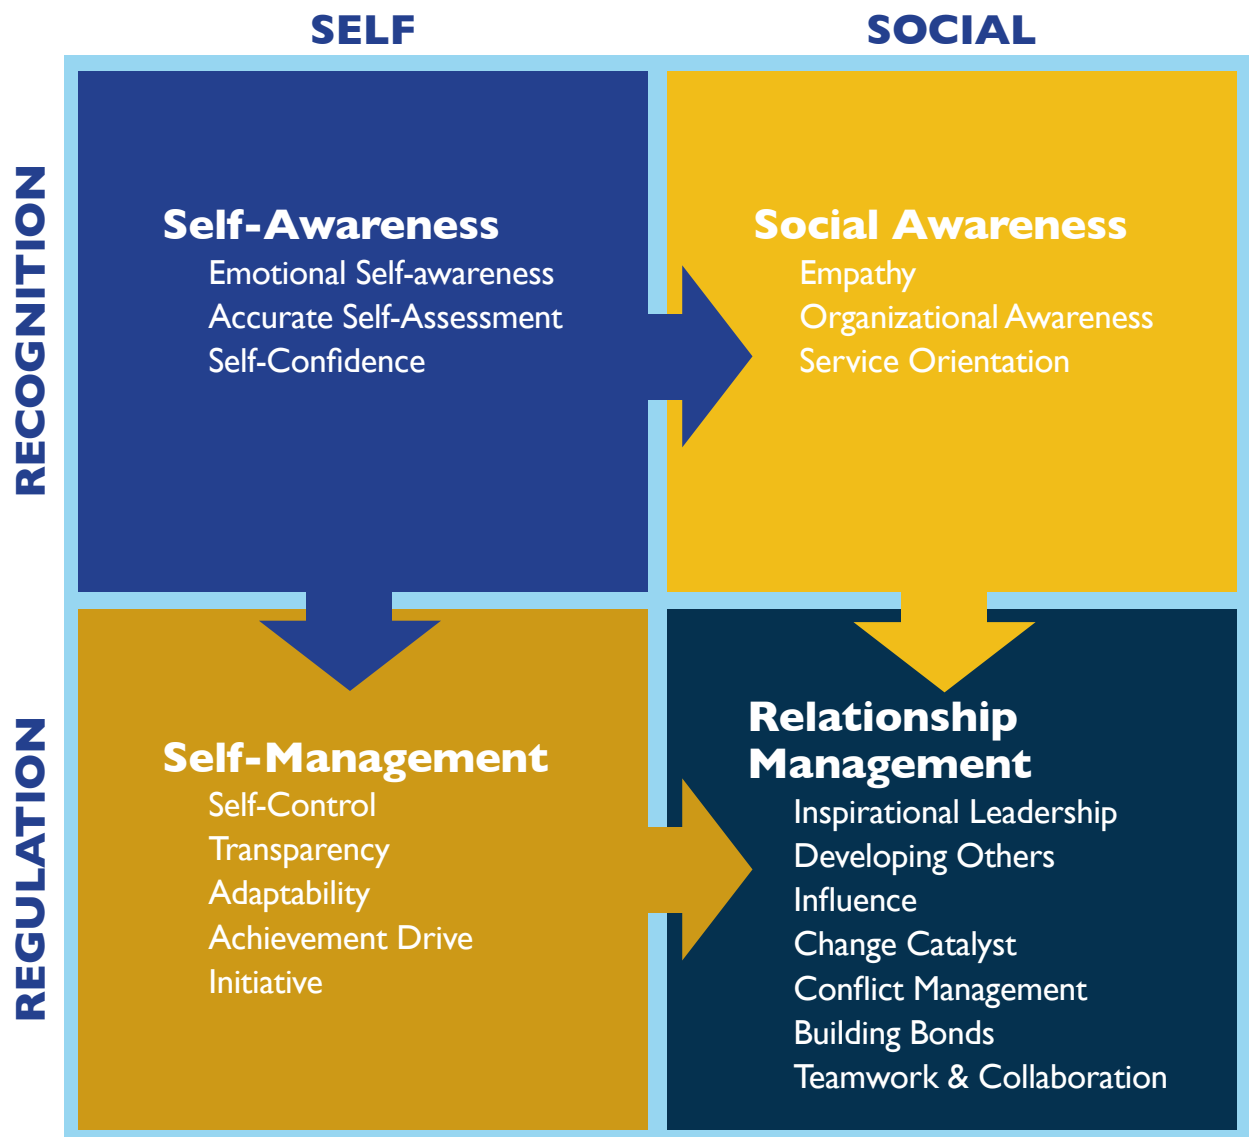 SELF
SOCIAL
RECOGNITION
Self-Awareness
Emotional Self-awareness
Accurate Self-Assessment
Self-Confidence
Social Awareness
Empathy
Organizational Awareness
Service Orientation
REGULATION
Self-Management
Self-Control
Transparency
Adaptability
Achievement Drive
Initiative
Relationship
Management
Inspirational Leadership
Developing Others
Influence
Change Catalyst
Conflict Management
Building Bonds
Teamwork & Collaboration